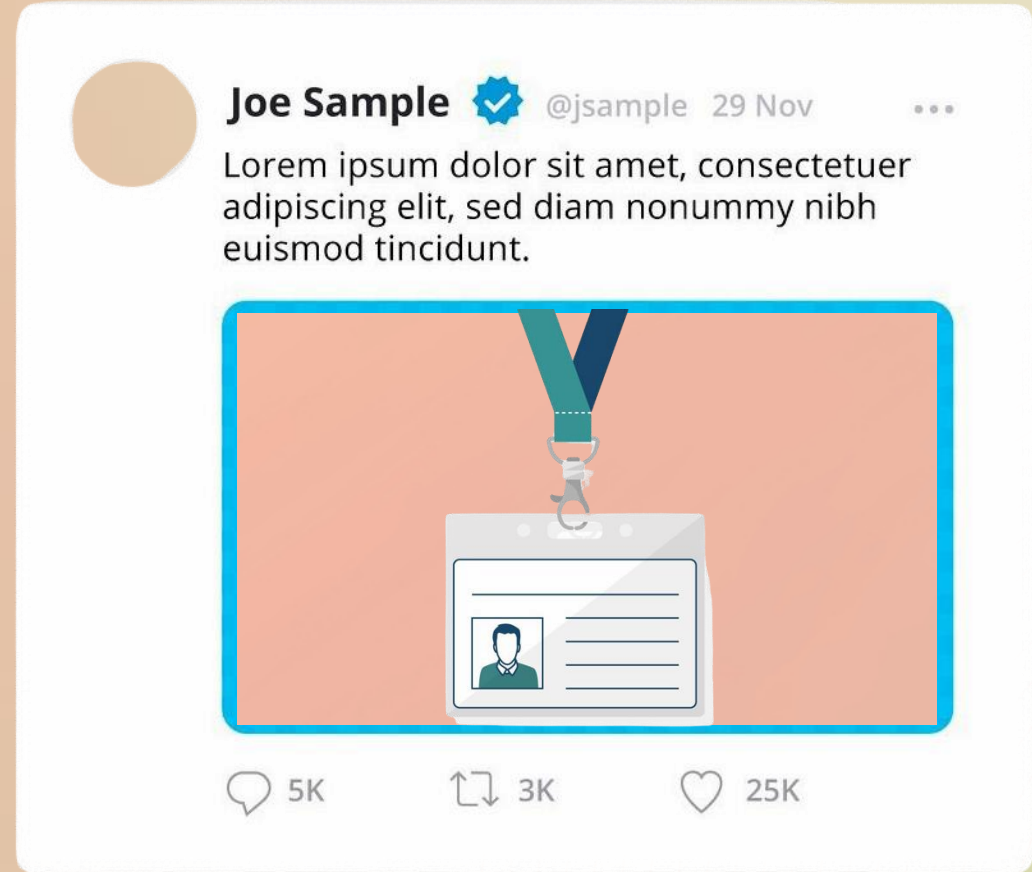 Joe Sample @jsample 29 Nov
Lorem ipsum dolor sit amet, consectetuer
adipiscing elit, sed diam nonummy nibh
euismod tincidunt.
5K 3K 25K